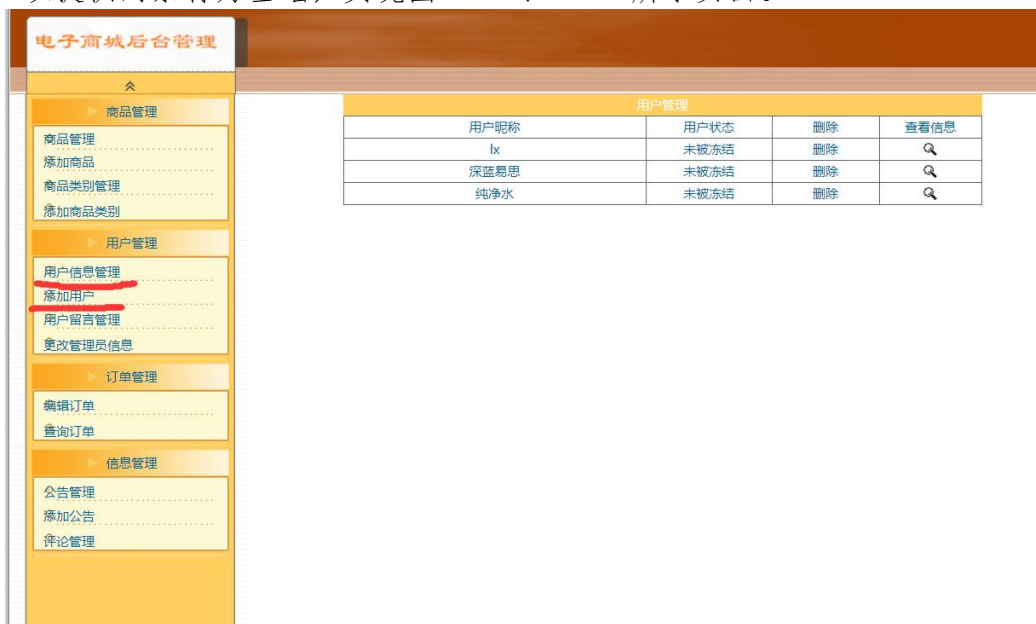 电子商城后台管理
商品管理
商品管理
添加商品
商品类别管理
添加商品类别
用户管理
用户信息管理
添加用户
用户留言管理
更改管理员信息
订单管理
编辑订单
查询订单
信息管理
公告管理
添加公告
评论管理
用户管理
用户昵称 用户状态 删除 查看信息
lx 未被冻结 删除
深蓝易思 未被冻结 删除
纯净水 未被冻结 删除